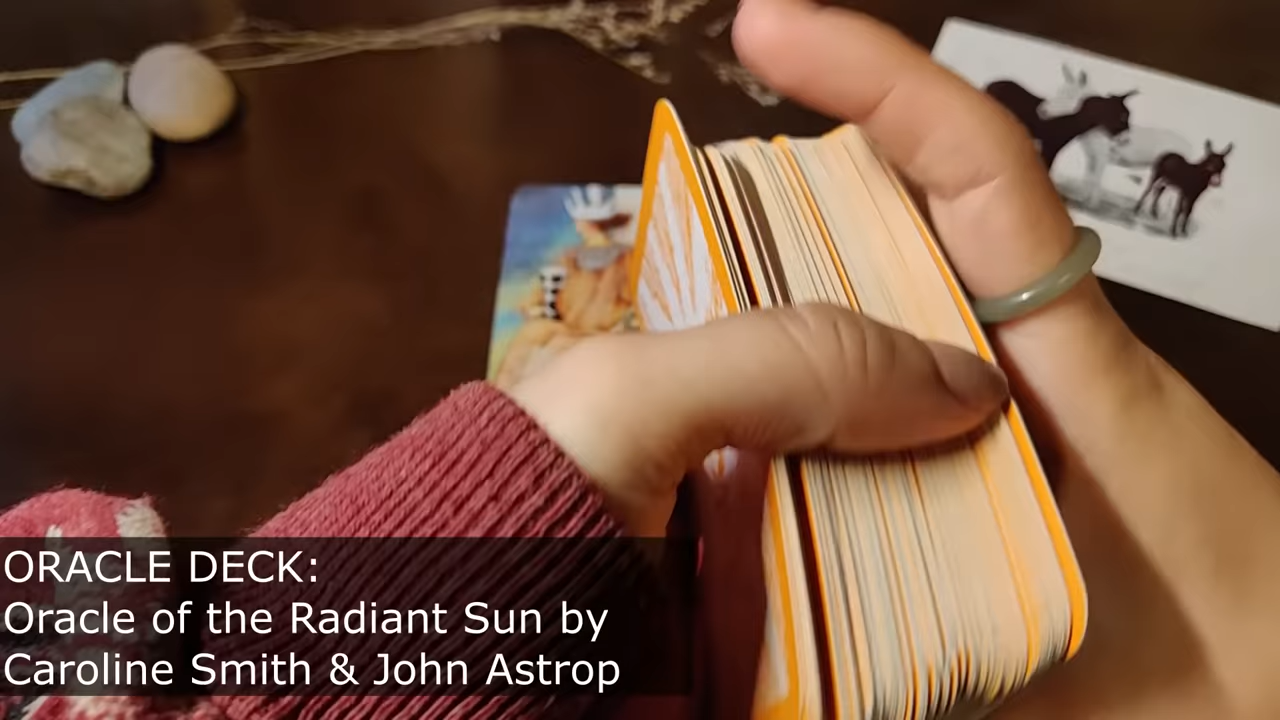 ORACLE DECK:
Oracle of the Radiant Sun by
Caroline Smith & John Astrop